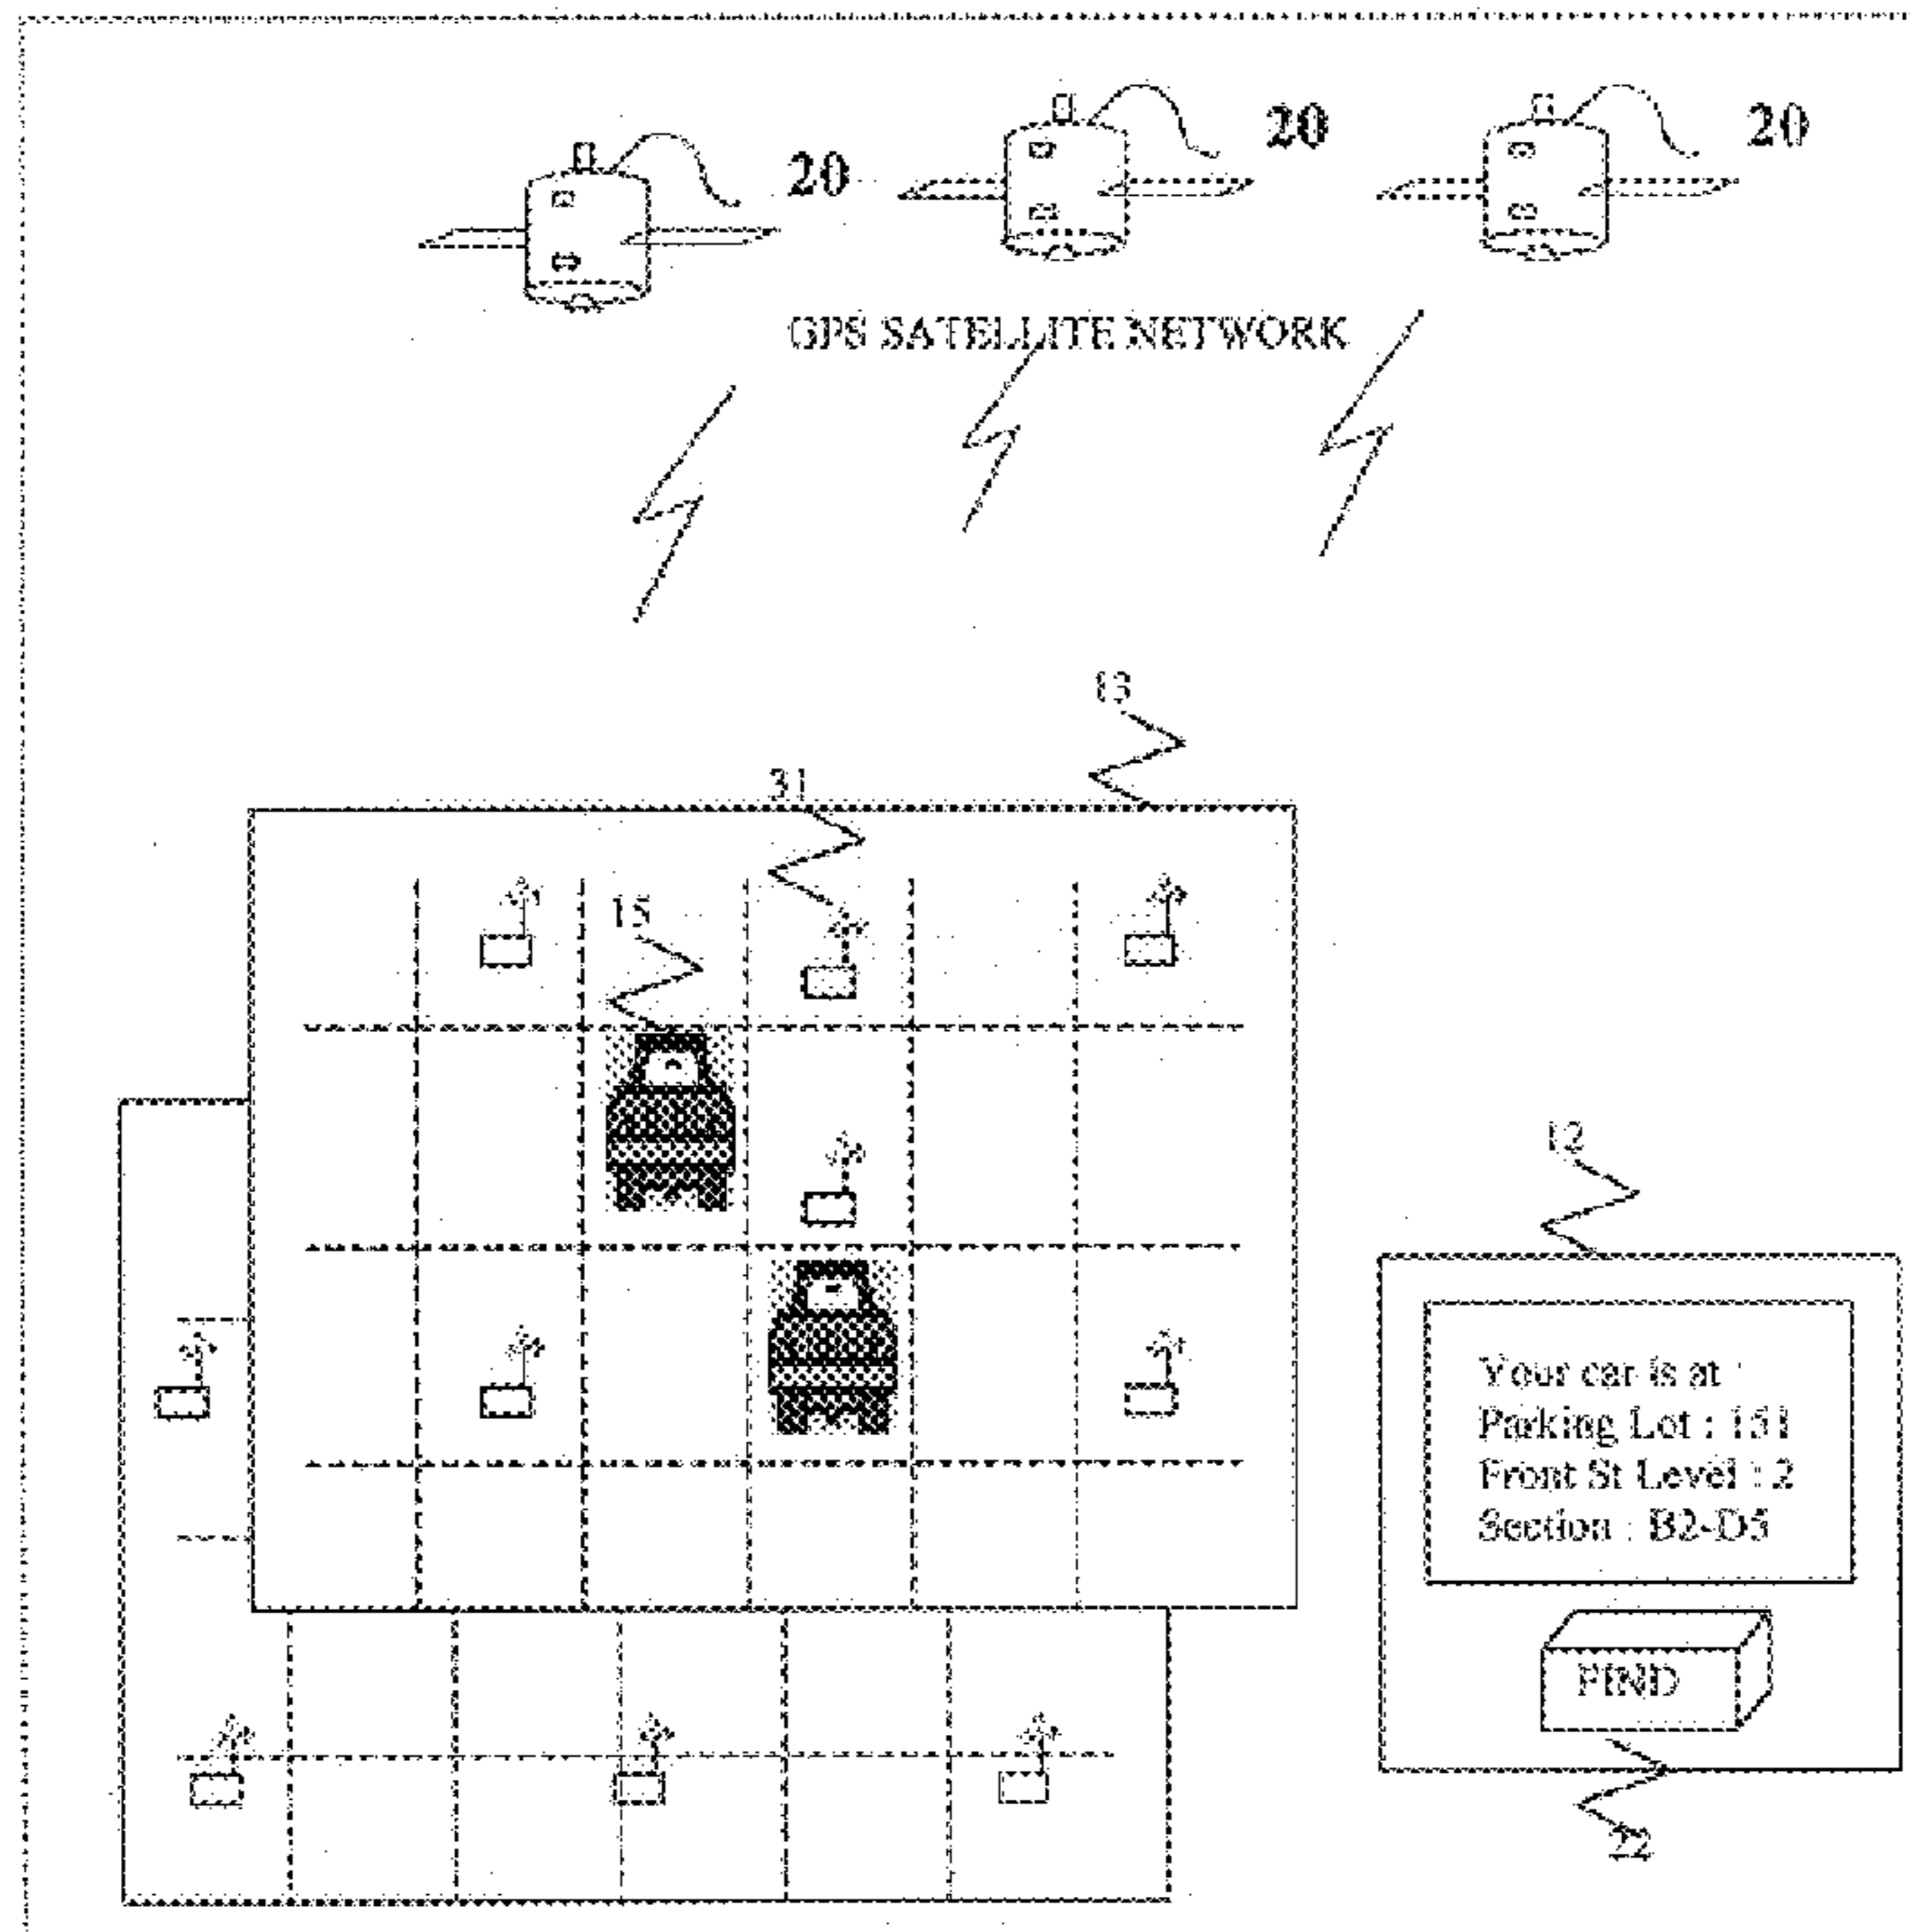 20 20 20
GPS SATELLITE NETWORK
13
31
15
12
Your car is at :
Parking Lot : 151
Front St Level : 2
Section : B2-D5
FIND
22